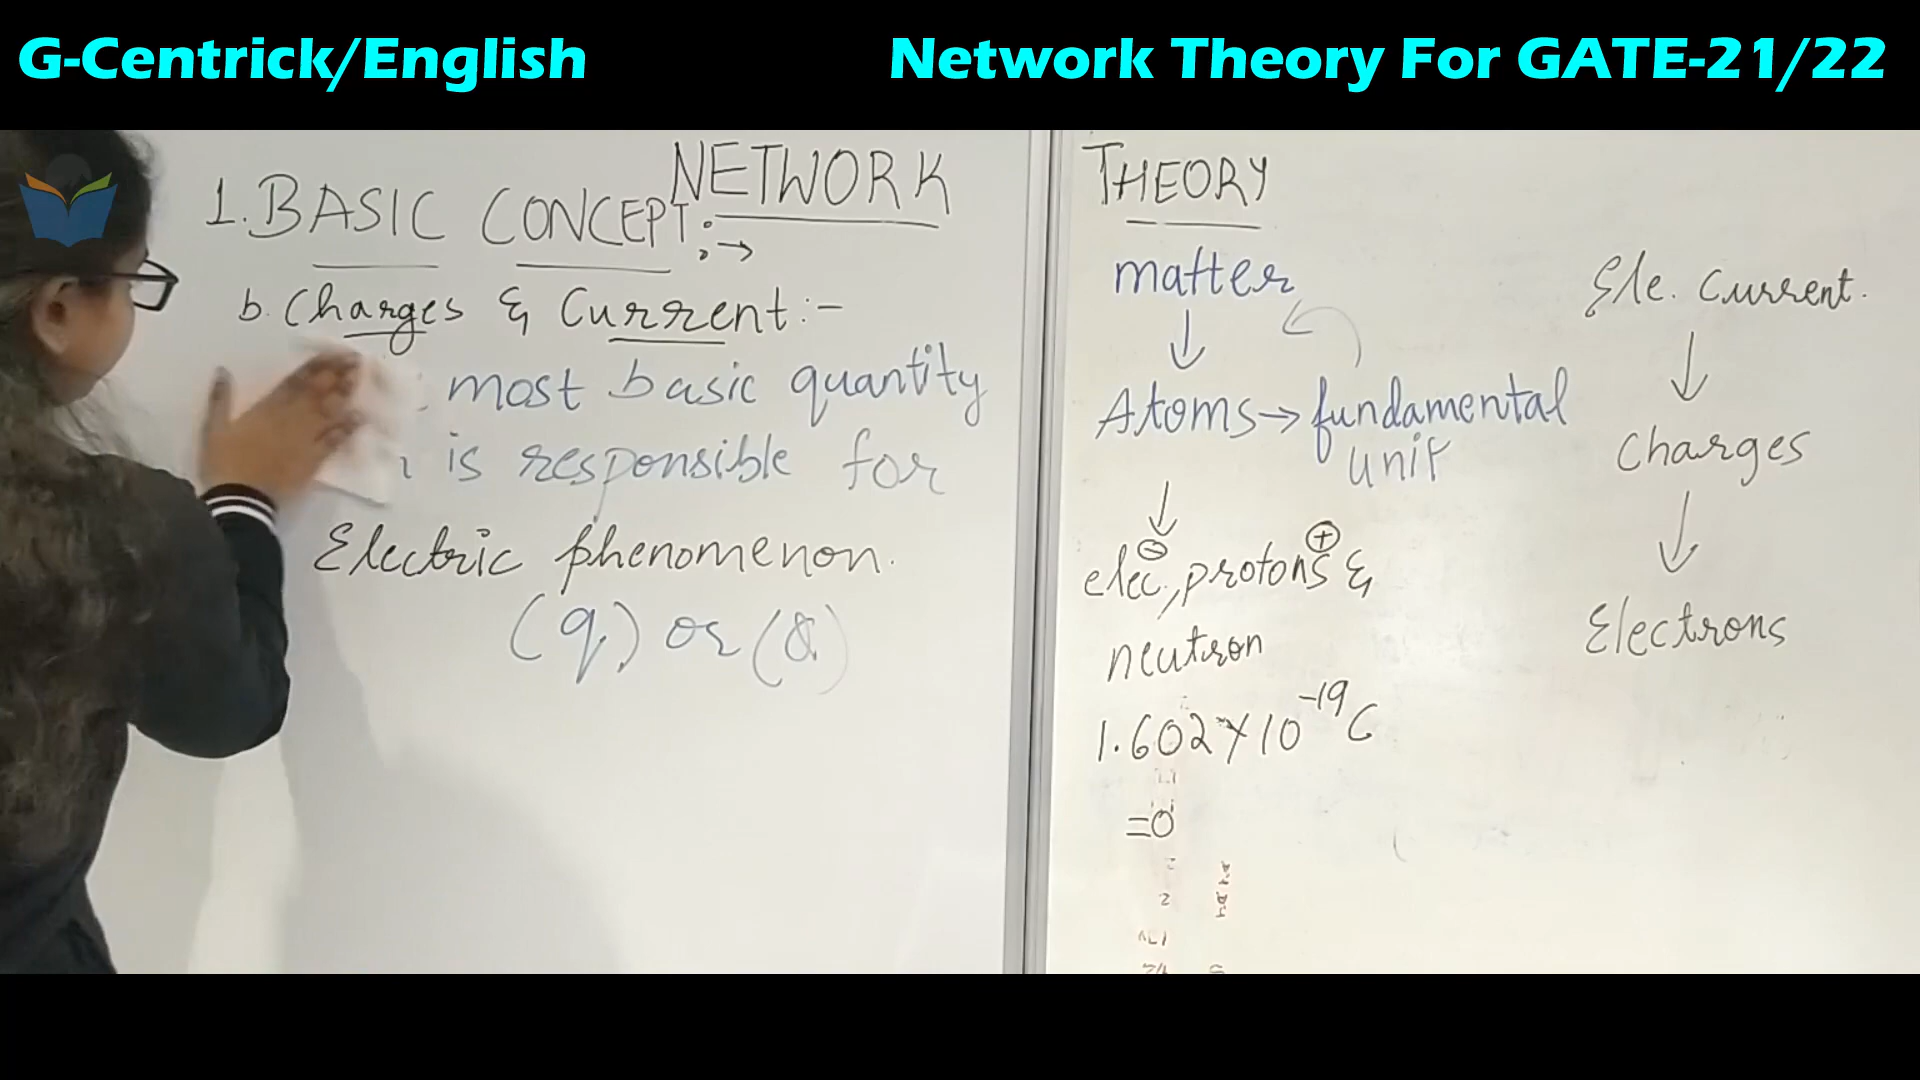 G-Centrick/English
Network Theory For GATE-21/22
NETWORK THEORY
1. BASIC CONCEPT:→
b. Charges & Current:-
most basic quantity
is responsible for
Electric phenomenon.
(q) or (Q)
matter
↓
Atoms → fundamental
unit
↓
elec⊖, protons⊕ &
neutron
1.602×10⁻¹⁹C
=0
Ele. Current.
↓
Charges
↓
Electrons